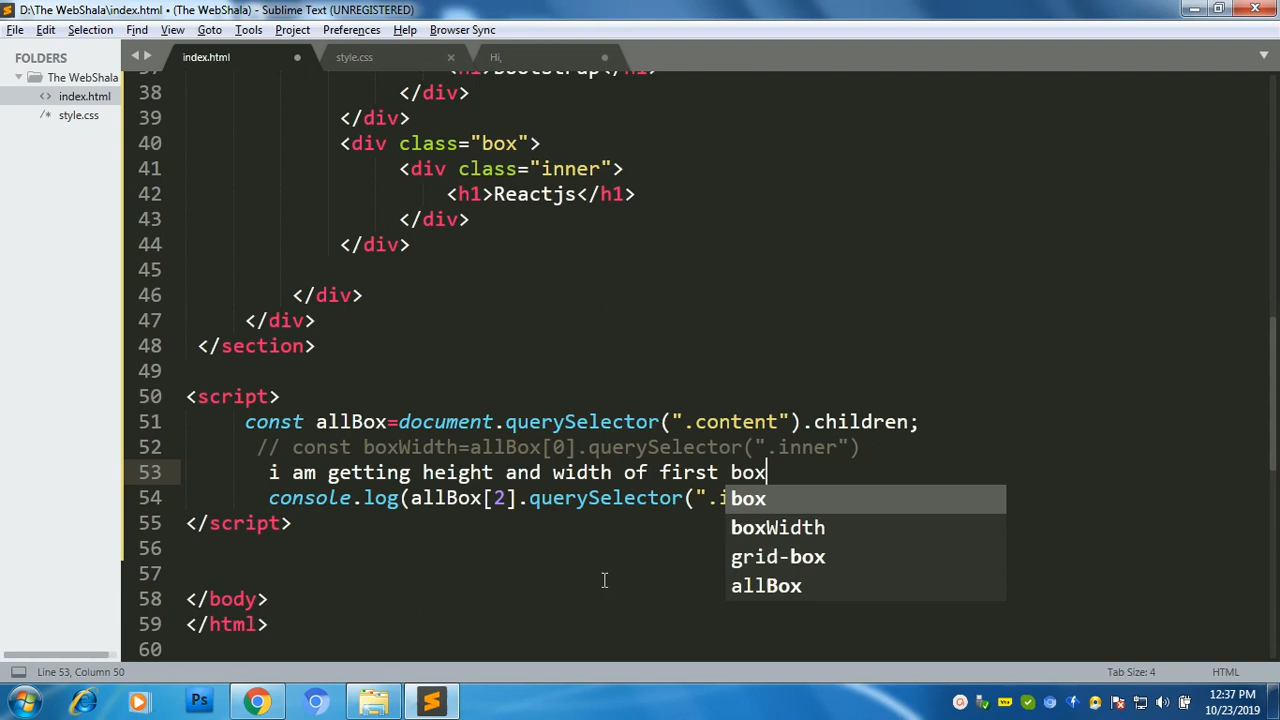 D:\The WebShala\index.html • (The WebShala) - Sublime Text (UNREGISTERED)
File Edit Selection Find View Goto Tools Project Preferences Help Browser Sync
FOLDERS
The WebShala
index.html
style.css
index.html style.css Hi,
37 <h1>Bootstrap</h1>
38 </div>
39 </div>
40 <div class="box">
41 <div class="inner">
42 <h1>Reactjs</h1>
43 </div>
44 </div>
45
46 </div>
47 </div>
48 </section>
49
50 <script>
51 const allBox=document.querySelector(".content").children;
52 // const boxWidth=allBox[0].querySelector(".inner")
53 i am getting height and width of first box
54 console.log(allBox[2].querySelector(".i
55 </script>
56
57
58 </body>
59 </html>
60
box
boxWidth
grid-box
allBox
Line 53, Column 50 Tab Size: 4 HTML
Ps
12:37 PM
10/23/2019